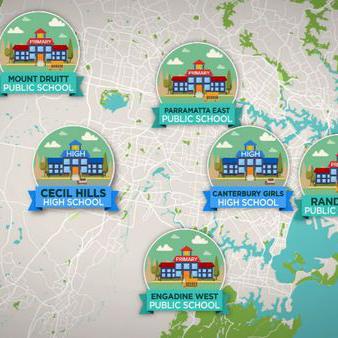 PRIMARY
MOUNT DRUITT
PUBLIC SCHOOL
PRIMARY
PARRAMATTA EAST
PUBLIC SCHOOL
HIGH
CECIL HILLS
HIGH SCHOOL
HIGH
CANTERBURY GIRLS
HIGH SCHOOL
PR
RAND
PUBLIC
PRIMARY
ENGADINE WEST
PUBLIC SCHOOL